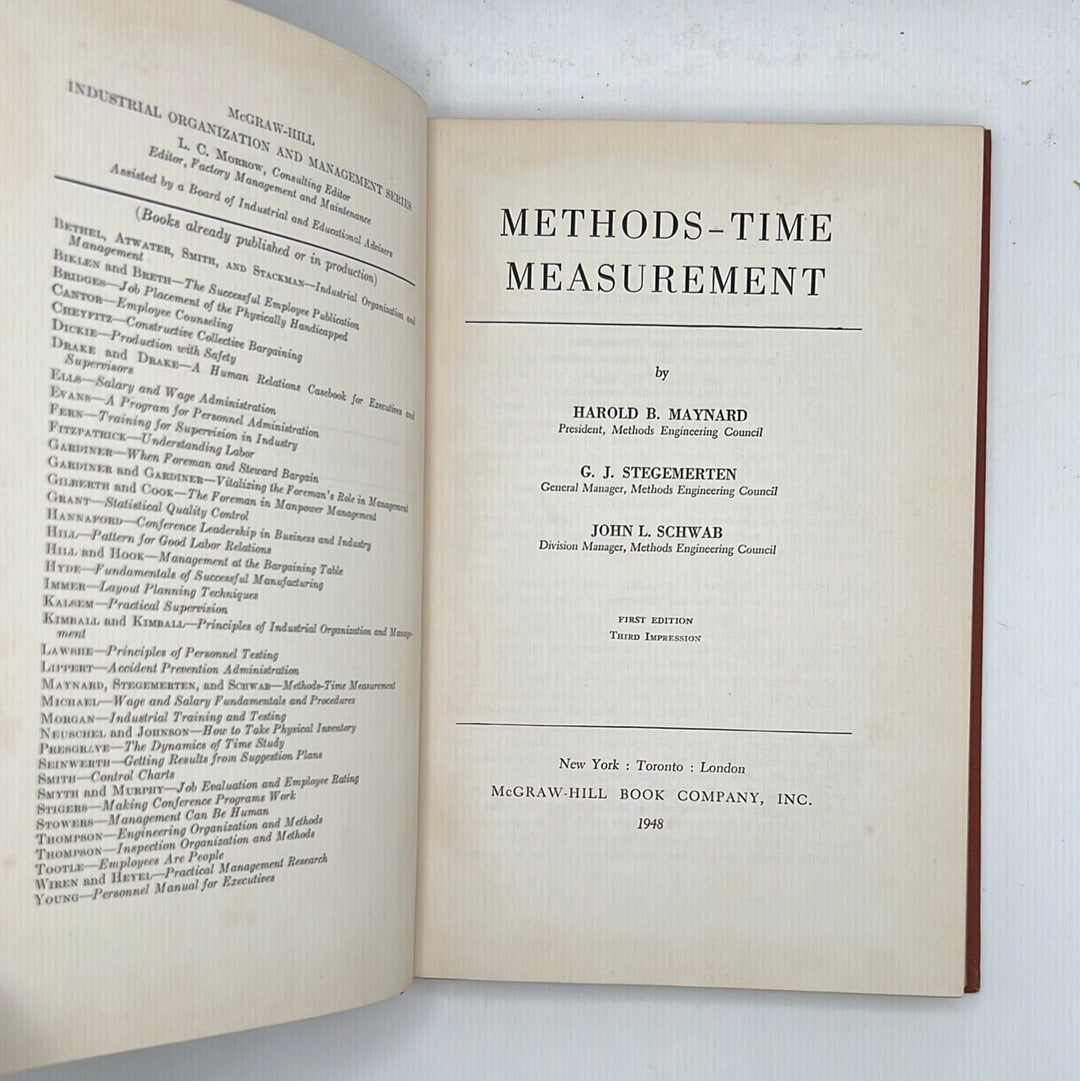 McGRAW-HILL
INDUSTRIAL ORGANIZATION AND MANAGEMENT SERIES
L. C. MORROW, Consulting Editor
Editor, Factory Management and Maintenance
Assisted by a Board of Industrial and Educational Advisers
(Books already published or in production)
BETHEL, ATWATER, SMITH, AND STACKMAN—Industrial Organization and
Management
BIKLEN and BRETH—The Successful Employee Publication
BRIDGES—Job Placement of the Physically Handicapped
CANTOR—Employee Counseling
CHEYFITZ—Constructive Collective Bargaining
DICKIE—Production with Safety
DRAKE and DRAKE—A Human Relations Casebook for Executives and
Supervisors
ELLS—Salary and Wage Administration
EVANS—A Program for Personnel Administration
FERN—Training for Supervision in Industry
FITZPATRICK—Understanding Labor
GARDINER—When Foreman and Steward Bargain
GARDINER and GARDINER—Vitalizing the Foreman's Role in Management
GILBERTH and COOK—The Foreman in Manpower Management
GRANT—Statistical Quality Control
HANNAFORD—Conference Leadership in Business and Industry
HILL—Pattern for Good Labor Relations
HILL and HOOK—Management at the Bargaining Table
HYDE—Fundamentals of Successful Manufacturing
IMMER—Layout Planning Techniques
KALSEM—Practical Supervision
KIMBALL and KIMBALL—Principles of Industrial Organization and Manage-
ment
LAWSHE—Principles of Personnel Testing
LIPPERT—Accident Prevention Administration
MAYNARD, STEGEMERTEN, and SCHWAB—Methods-Time Measurement
MICHAEL—Wage and Salary Fundamentals and Procedures
MORGAN—Industrial Training and Testing
NEUSCHEL and JOHNSON—How to Take Physical Inventory
PRESGRAVE—The Dynamics of Time Study
SEINWERTH—Getting Results from Suggestion Plans
SMITH—Control Charts
SMYTH and MURPHY—Job Evaluation and Employee Rating
STIGERS—Making Conference Programs Work
STOWERS—Management Can Be Human
THOMPSON—Engineering Organization and Methods
THOMPSON—Inspection Organization and Methods
TOOTLE—Employees Are People
WIREN and HEYEL—Practical Management Research
YOUNG—Personnel Manual for Executives
METHODS-TIME
MEASUREMENT
by
HAROLD B. MAYNARD
President, Methods Engineering Council
G. J. STEGEMERTEN
General Manager, Methods Engineering Council
JOHN L. SCHWAB
Division Manager, Methods Engineering Council
FIRST EDITION
THIRD IMPRESSION
New York : Toronto : London
McGRAW-HILL BOOK COMPANY, INC.
1948